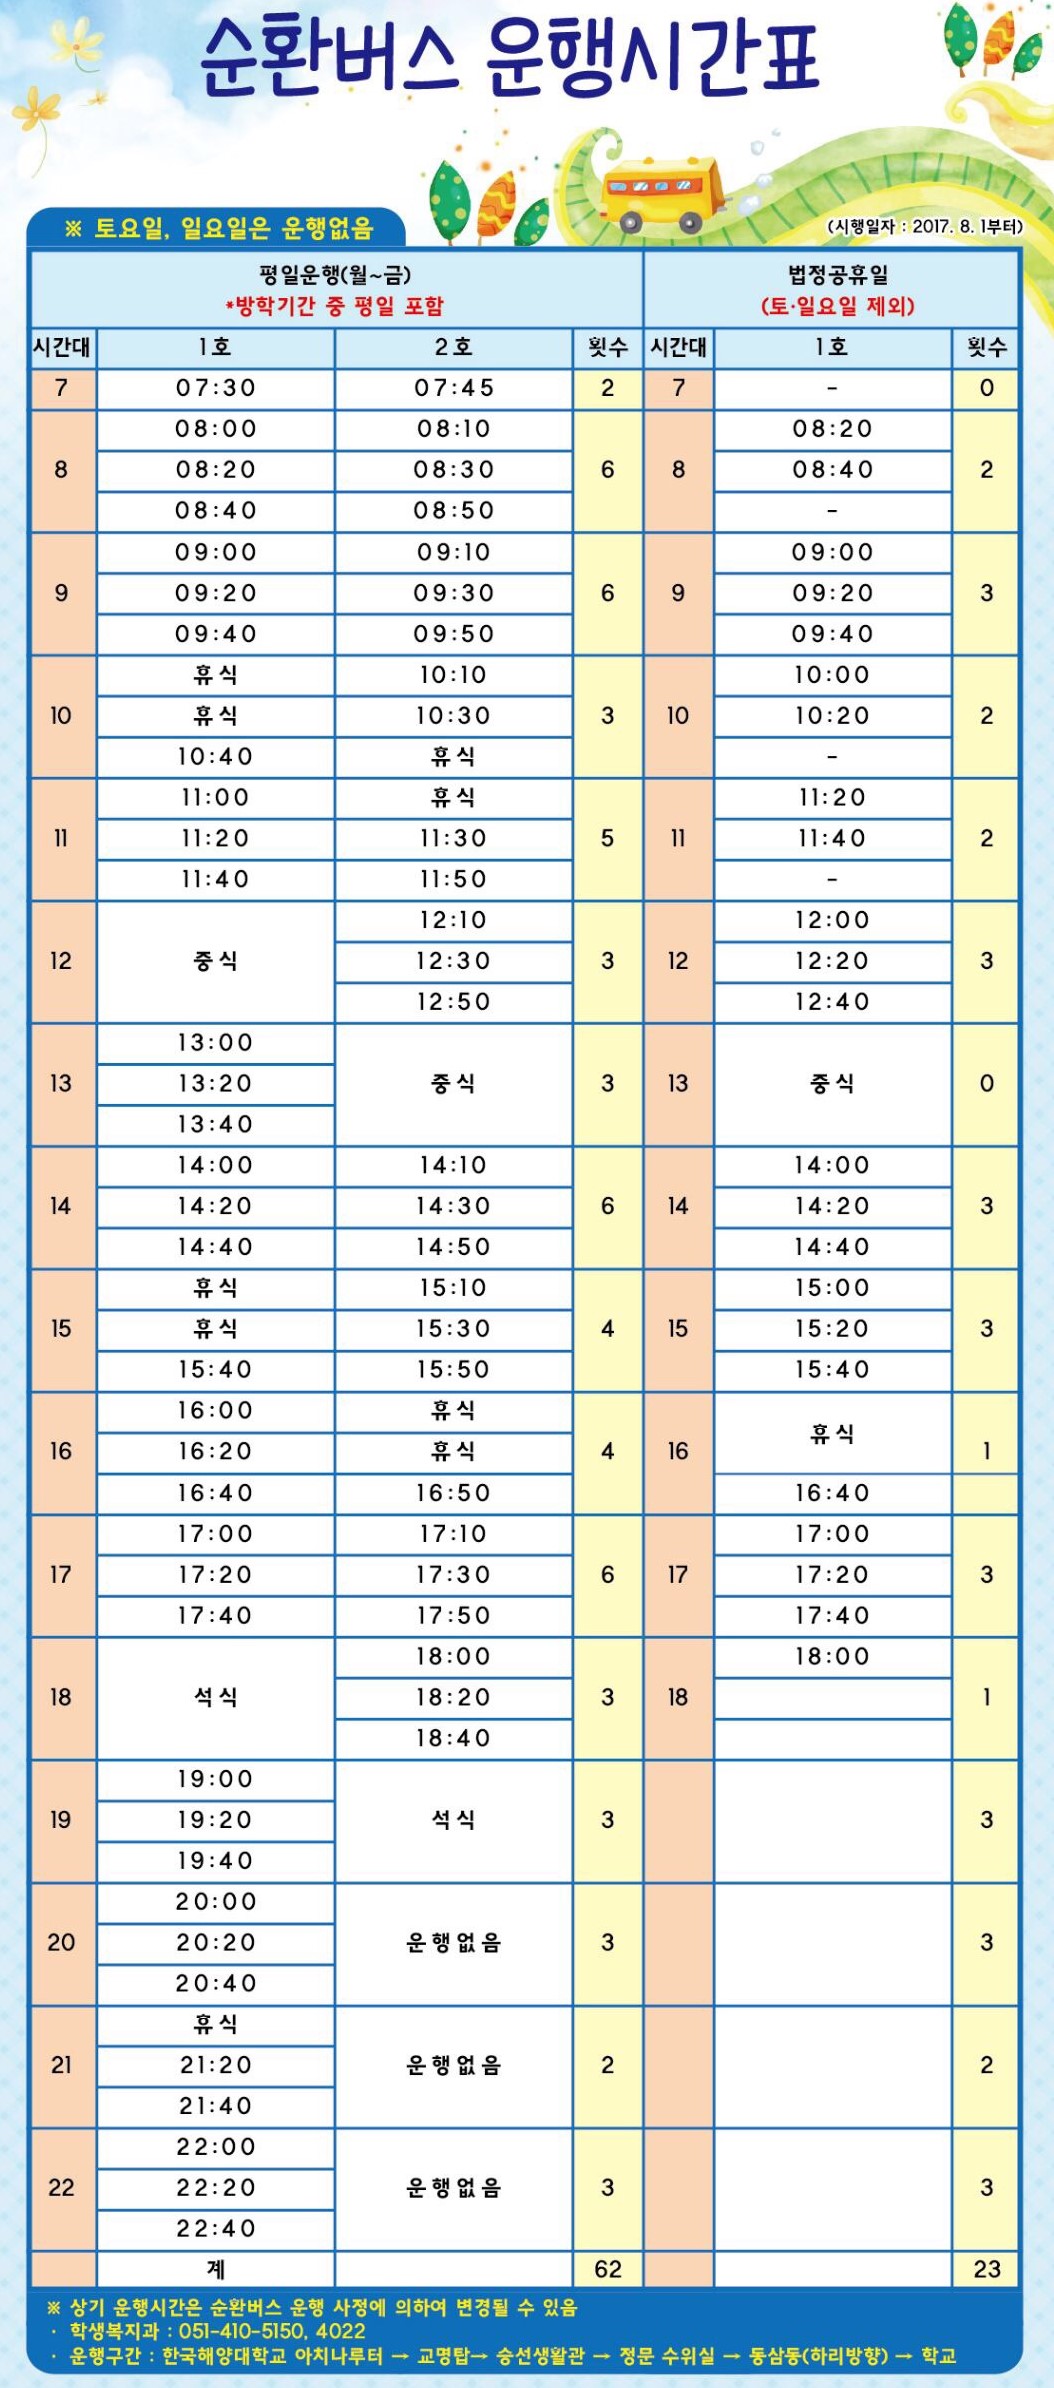 순환버스 운행시간표
※ 토요일, 일요일은 운행없음
(시행일자 : 2017. 8. 1부터)
평일운행(월~금) 법정공휴일
*방학기간 중 평일 포함 (토·일요일 제외)
시간대 1호 2호 횟수 시간대 1호 횟수
7 07:30 07:45 2 7 - 0
08:00 08:10 08:20
8 08:20 08:30 6 8 08:40 2
08:40 08:50 -
09:00 09:10 09:00
9 09:20 09:30 6 9 09:20 3
09:40 09:50 09:40
휴식 10:10 10:00
10 휴식 10:30 3 10 10:20 2
10:40 휴식 -
11:00 휴식 11:20
11 11:20 11:30 5 11 11:40 2
11:40 11:50 -
12:10 12:00
12 중식 12:30 3 12 12:20 3
12:50 12:40
13:00
13 13:20 중식 3 13 중식 0
13:40
14:00 14:10 14:00
14 14:20 14:30 6 14 14:20 3
14:40 14:50 14:40
휴식 15:10 15:00
15 휴식 15:30 4 15 15:20 3
15:40 15:50 15:40
16:00 휴식 휴식
16 16:20 휴식 4 16 1
16:40 16:50 16:40
17:00 17:10 17:00
17 17:20 17:30 6 17 17:20 3
17:40 17:50 17:40
18:00 18:00
18 석식 18:20 3 18 1
18:40
19:00
19 19:20 석식 3 3
19:40
20:00
20 20:20 운행없음 3 3
20:40
휴식
21 21:20 운행없음 2 2
21:40
22:00
22 22:20 운행없음 3 3
22:40
계 62 23
※ 상기 운행시간은 순환버스 운행 사정에 의하여 변경될 수 있음
· 학생복지과 : 051-410-5150, 4022
· 운행구간 : 한국해양대학교 아치나루터 → 교명탑→ 승선생활관 → 정문 수위실 → 동삼동(하리방향) → 학교